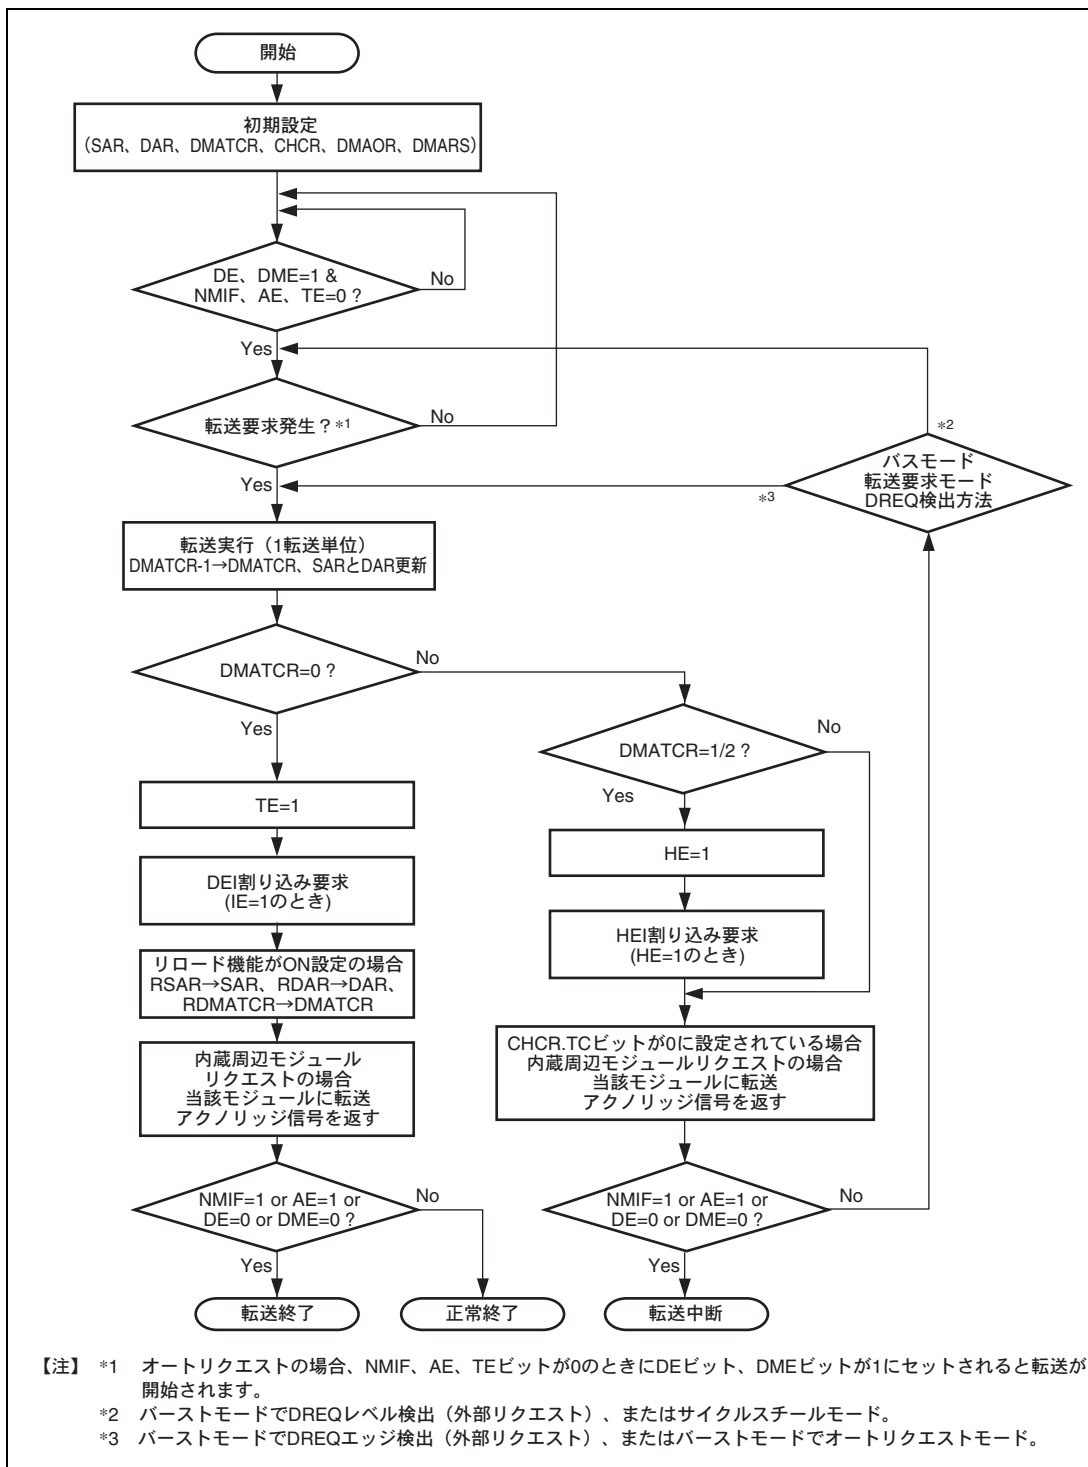 開始
初期設定
(SAR、DAR、DMATCR、CHCR、DMAOR、DMARS)
DE、DME=1 &
NMIF、AE、TE=0 ?
No
Yes
転送要求発生？*1
No
Yes
*2
バスモード
転送要求モード
DREQ検出方法
*3
転送実行（1転送単位）
DMATCR-1→DMATCR、SARとDAR更新
DMATCR=0 ?
No
Yes
DMATCR=1/2 ?
No
Yes
TE=1
HE=1
DEI割り込み要求
(IE=1のとき)
HEI割り込み要求
(HE=1のとき)
リロード機能がON設定の場合
RSAR→SAR、RDAR→DAR、
RDMATCR→DMATCR
内蔵周辺モジュール
リクエストの場合
当該モジュールに転送
アクノリッジ信号を返す
CHCR.TCビットが0に設定されている場合
内蔵周辺モジュールリクエストの場合
当該モジュールに転送
アクノリッジ信号を返す
NMIF=1 or AE=1 or
DE=0 or DME=0 ?
No
Yes
NMIF=1 or AE=1 or
DE=0 or DME=0 ?
No
Yes
転送終了
正常終了
転送中断
【注】 *1 オートリクエストの場合、NMIF、AE、TEビットが0のときにDEビット、DMEビットが1にセットされると転送が
開始されます。
*2 バーストモードでDREQレベル検出（外部リクエスト）、またはサイクルスチールモード。
*3 バーストモードでDREQエッジ検出（外部リクエスト）、またはバーストモードでオートリクエストモード。